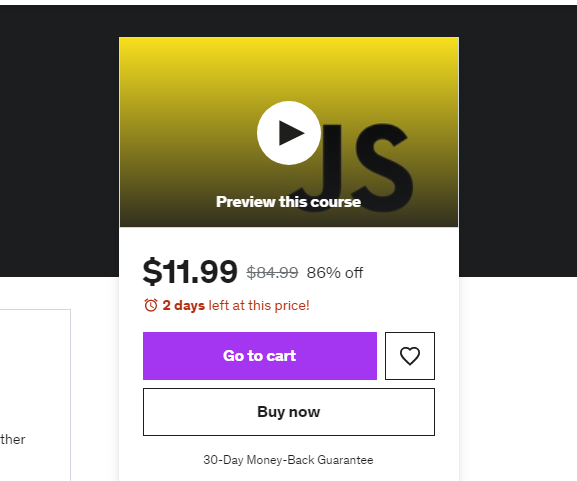 JS
Preview this course
$11.99 $84.99 86% off
2 days left at this price!
Go to cart
Buy now
ther
30-Day Money-Back Guarantee